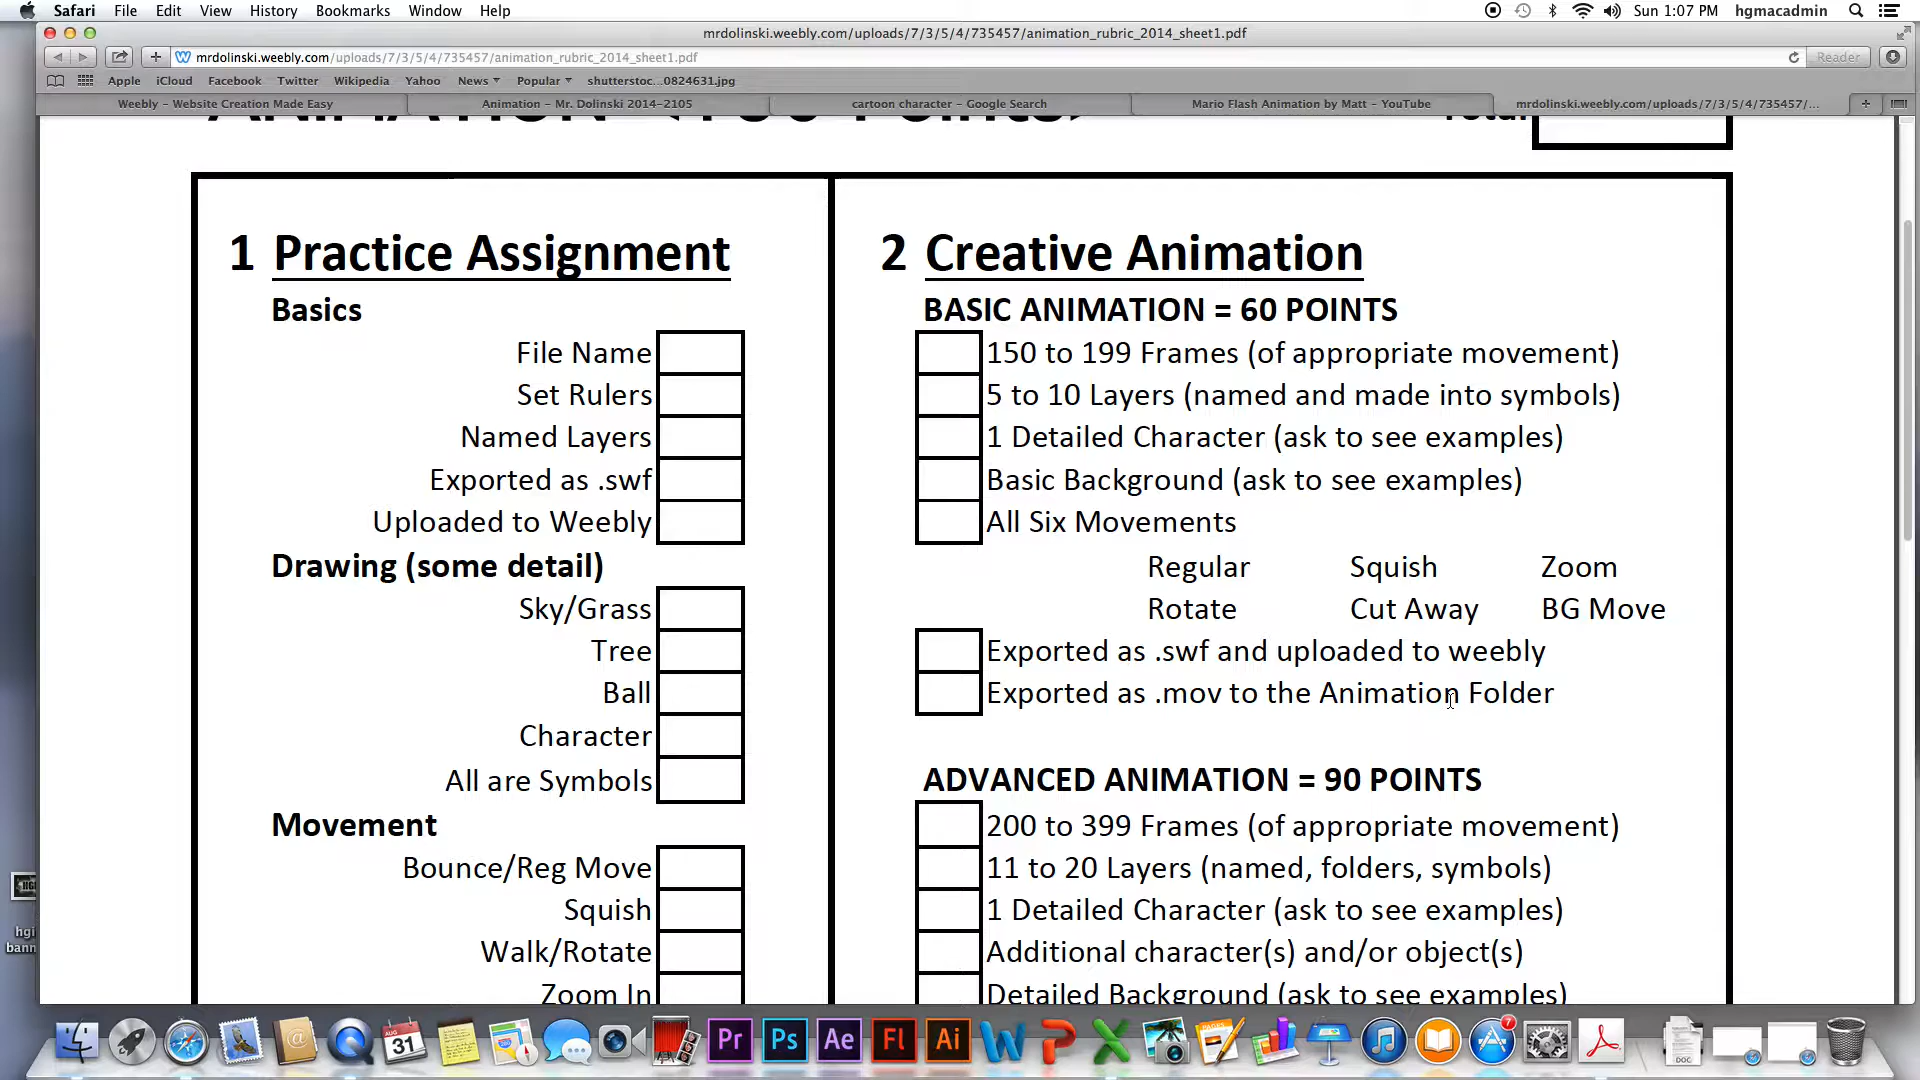 Safari File Edit View History Bookmarks Window Help Sun 1:07 PM hgmacadmin
mrdolinski.weebly.com/uploads/7/3/5/4/735457/animation_rubric_2014_sheet1.pdf
mrdolinski.weebly.com/uploads/7/3/5/4/735457/animation_rubric_2014_sheet1.pdf Reader
Apple iCloud Facebook Twitter Wikipedia Yahoo News Popular shutterstoc...0824631.jpg
Weebly - Website Creation Made Easy Animation - Mr. Dolinski 2014-2105 cartoon character - Google Search Mario Flash Animation by Matt - YouTube mrdolinski.weebly.com/uploads/7/3/5/4/735457/...
ANIMATION <100 Points> Total
1 Practice Assignment
Basics
File Name
Set Rulers
Named Layers
Exported as .swf
Uploaded to Weebly
Drawing (some detail)
Sky/Grass
Tree
Ball
Character
All are Symbols
Movement
Bounce/Reg Move
Squish
Walk/Rotate
Zoom In
2 Creative Animation
BASIC ANIMATION = 60 POINTS
150 to 199 Frames (of appropriate movement)
5 to 10 Layers (named and made into symbols)
1 Detailed Character (ask to see examples)
Basic Background (ask to see examples)
All Six Movements
Regular Squish Zoom
Rotate Cut Away BG Move
Exported as .swf and uploaded to weebly
Exported as .mov to the Animation Folder
ADVANCED ANIMATION = 90 POINTS
200 to 399 Frames (of appropriate movement)
11 to 20 Layers (named, folders, symbols)
1 Detailed Character (ask to see examples)
Additional character(s) and/or object(s)
Detailed Background (ask to see examples)
hgi
bann
AUG
31
Pr Ps Ae Fl Ai
PAGES
7
DOC